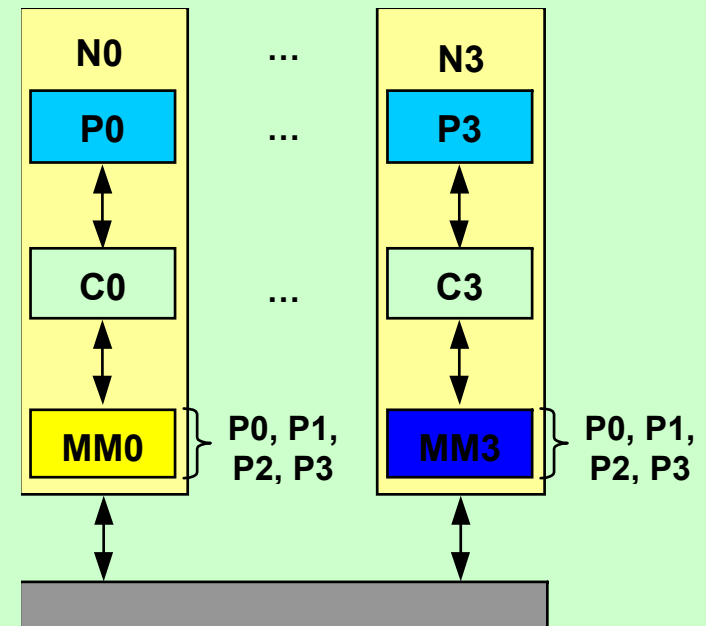 N0 ... N3
P0 ... P3
C0 ... C3
MM0 P0, P1, P2, P3 MM3 P0, P1, P2, P3